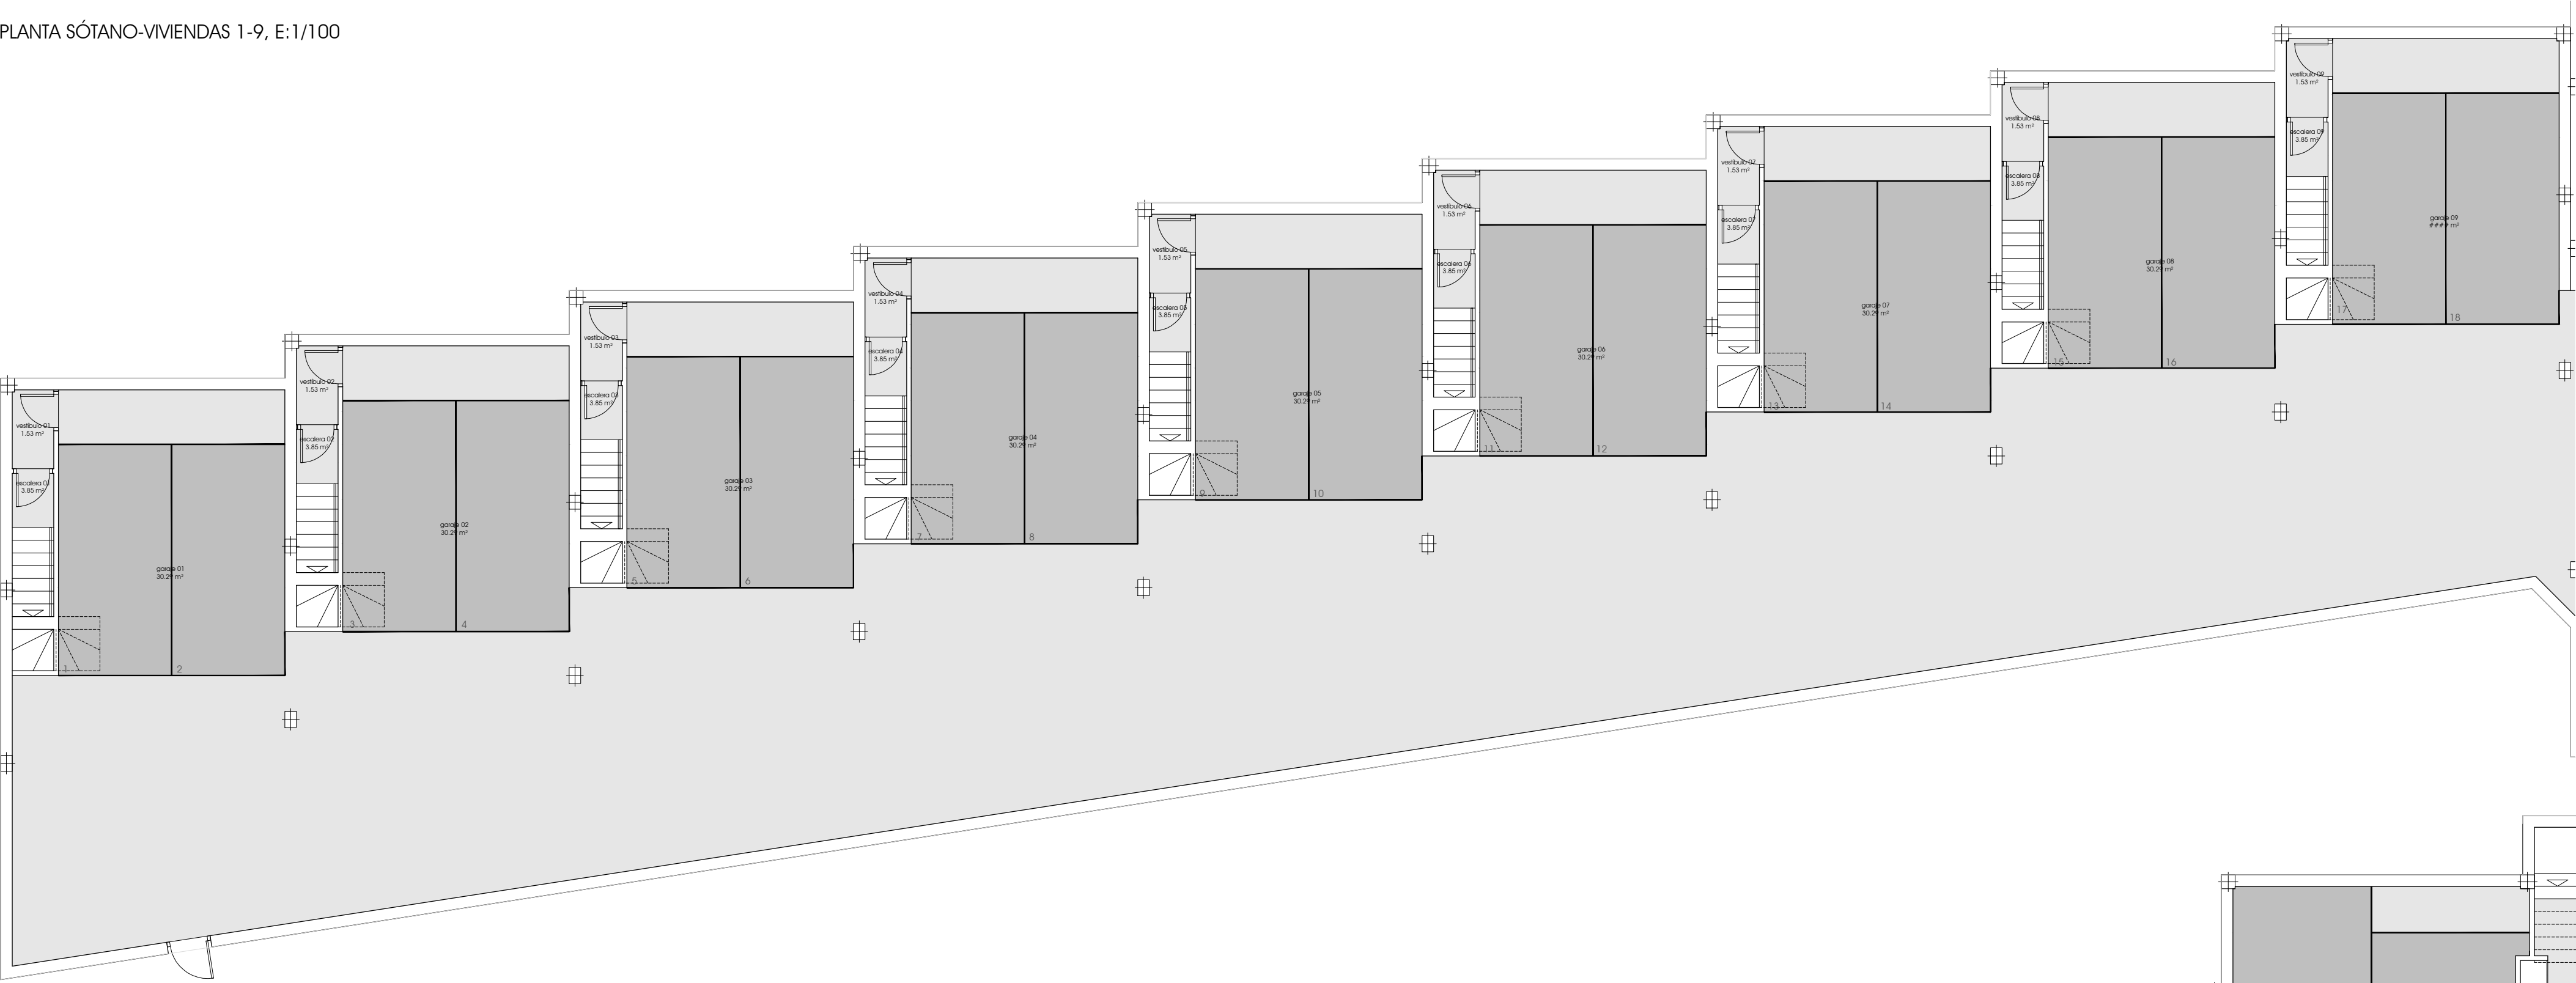 PLANTA SÓTANO-VIVIENDAS 1-9, E:1/100
vestíbulo 01
1.53 m²
escalera 01
3.85 m²
garaje 01
30.29 m²
1
2
vestíbulo 02
1.53 m²
escalera 02
3.85 m²
garaje 02
30.29 m²
3
4
vestíbulo 03
1.53 m²
escalera 03
3.85 m²
garaje 03
30.29 m²
5
6
vestíbulo 04
1.53 m²
escalera 04
3.85 m²
garaje 04
30.29 m²
7
8
vestíbulo 05
1.53 m²
escalera 05
3.85 m²
garaje 05
30.29 m²
9
10
vestíbulo 06
1.53 m²
escalera 06
3.85 m²
garaje 06
30.29 m²
11
12
vestíbulo 07
1.53 m²
escalera 07
3.85 m²
garaje 07
30.29 m²
13
14
vestíbulo 08
1.53 m²
escalera 08
3.85 m²
garaje 08
30.29 m²
15
16
vestíbulo 09
1.53 m²
escalera 09
3.85 m²
garaje 09
#### m²
17
18